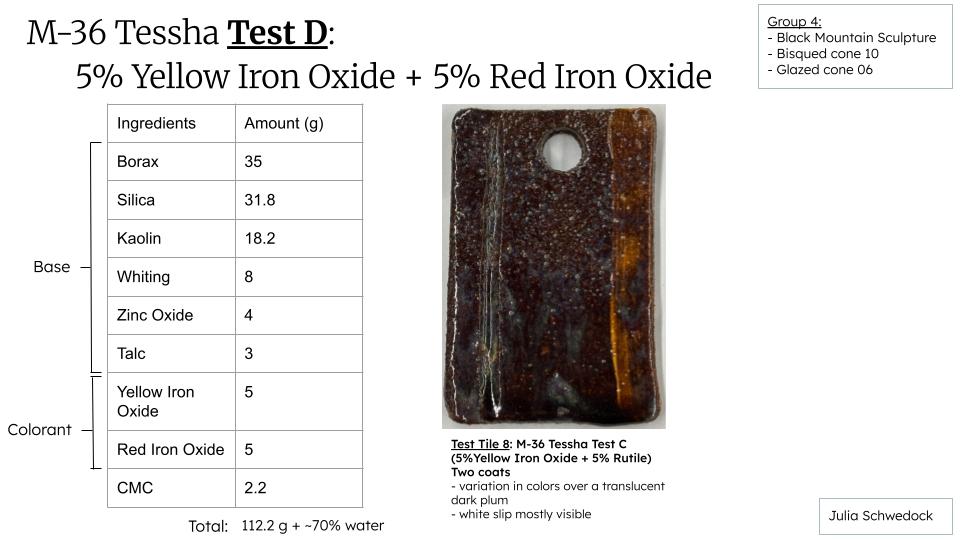 M-36 Tessha Test D:
5% Yellow Iron Oxide + 5% Red Iron Oxide
Group 4:
- Black Mountain Sculpture
- Bisqued cone 10
- Glazed cone 06
Ingredients Amount (g)
Base
Borax 35
Silica 31.8
Kaolin 18.2
Whiting 8
Zinc Oxide 4
Talc 3
Colorant
Yellow Iron
Oxide 5
Red Iron Oxide 5
CMC 2.2
Total: 112.2 g + ~70% water
Test Tile 8: M-36 Tessha Test C
(5%Yellow Iron Oxide + 5% Rutile)
Two coats
- variation in colors over a translucent
dark plum
- white slip mostly visible
Julia Schwedock